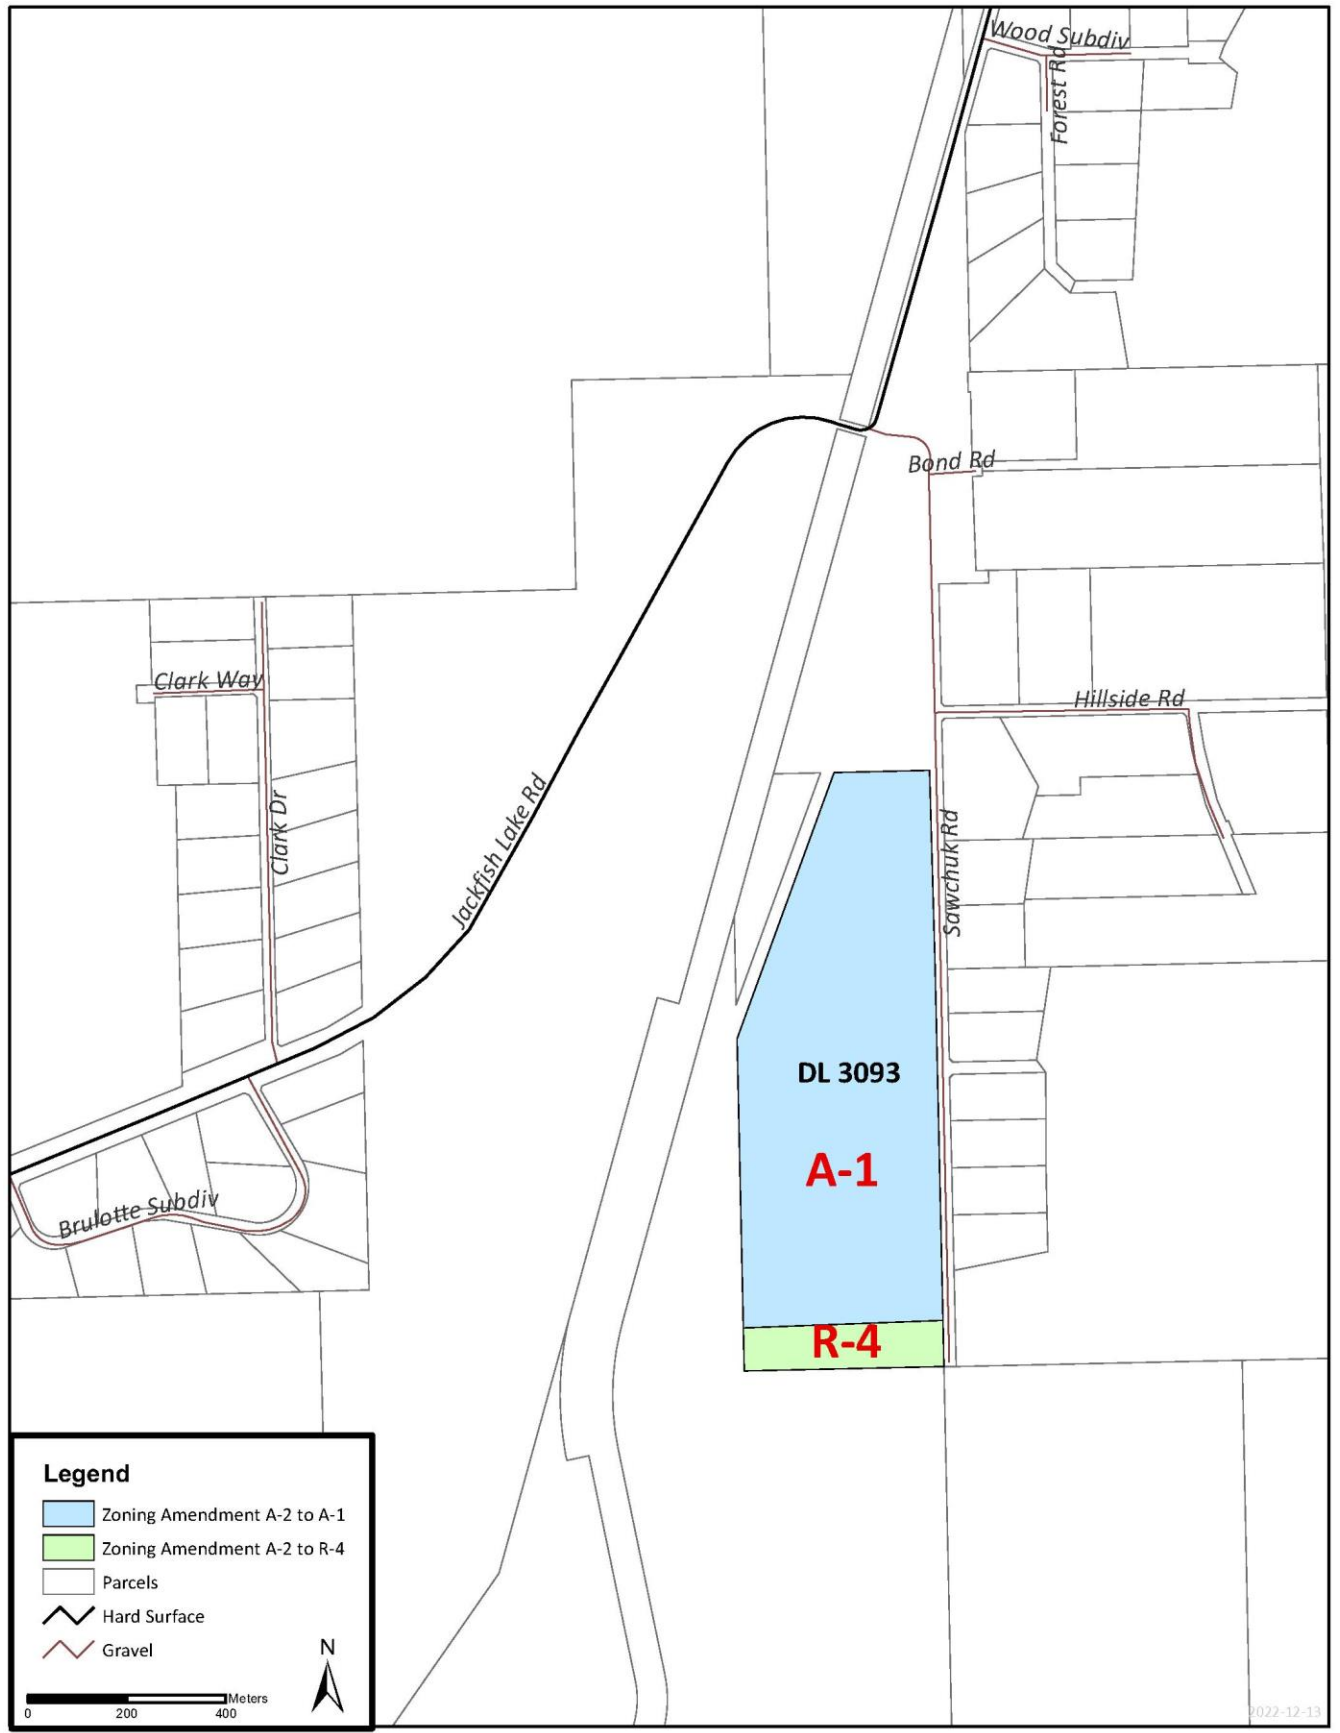 Wood Subdiv
Forest Rd
Bond Rd
Clark Way
Hillside Rd
Clark Dr
Jackfish Lake Rd
Sawchuk Rd
DL 3093
A-1
Brulotte Subdiv
R-4
Legend
Zoning Amendment A-2 to A-1
Zoning Amendment A-2 to R-4
Parcels
Hard Surface
Gravel
N
Meters
0 200 400
2022-12-13